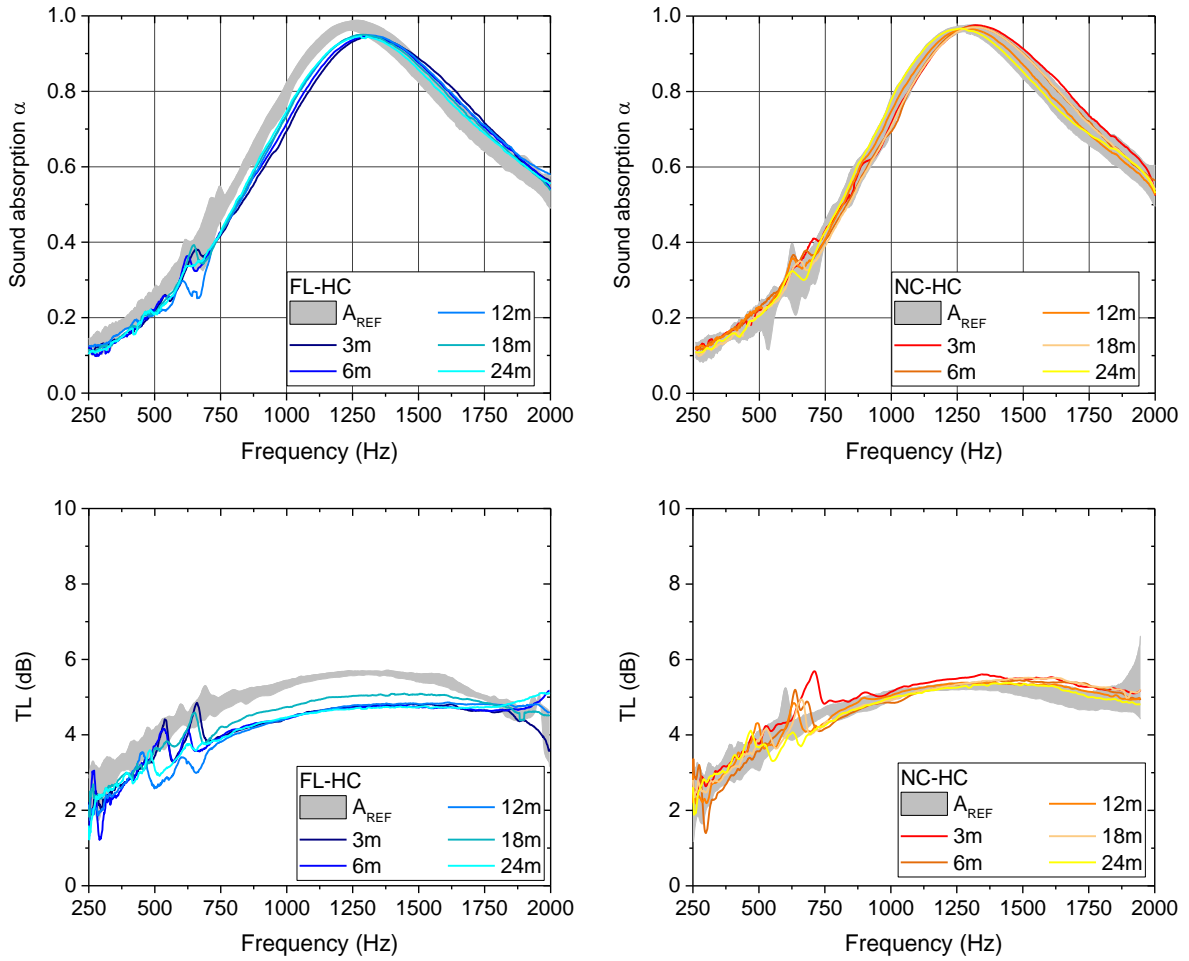 1.0
0.8
0.6
0.4
0.2
0.0
Sound absorption α
FL-HC
A_REF
3m
6m
12m
18m
24m
250 500 750 1000 1250 1500 1750 2000
Frequency (Hz)
1.0
0.8
0.6
0.4
0.2
0.0
Sound absorption α
NC-HC
A_REF
3m
6m
12m
18m
24m
250 500 750 1000 1250 1500 1750 2000
Frequency (Hz)
10
8
6
4
2
0
TL (dB)
FL-HC
A_REF
3m
6m
12m
18m
24m
250 500 750 1000 1250 1500 1750 2000
Frequency (Hz)
10
8
6
4
2
0
TL (dB)
NC-HC
A_REF
3m
6m
12m
18m
24m
250 500 750 1000 1250 1500 1750 2000
Frequency (Hz)